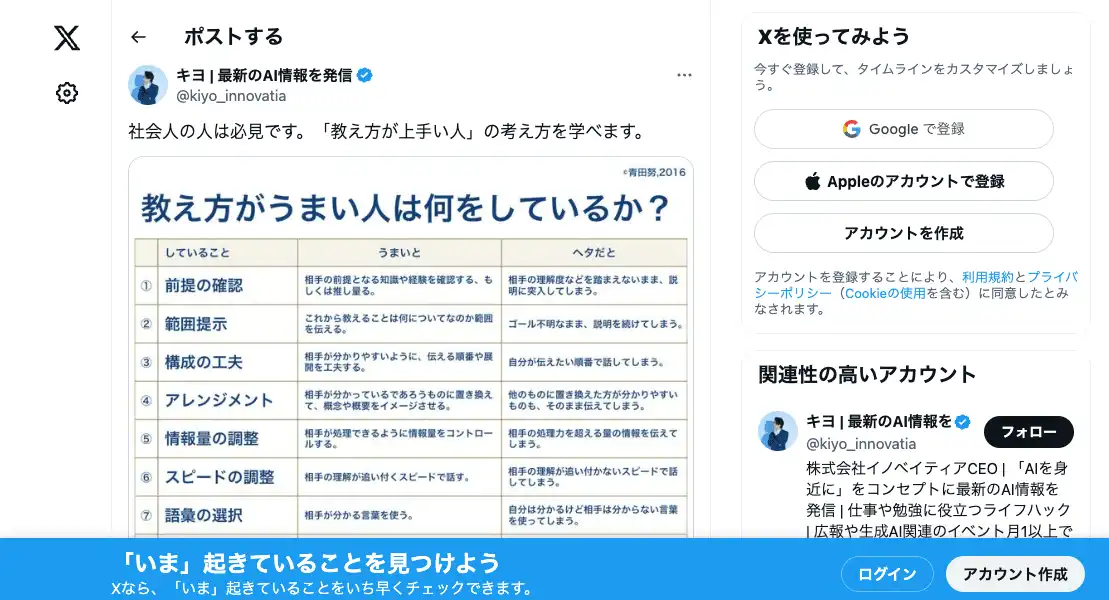 ポストする
キヨ | 最新のAI情報を発信
@kiyo_innovatia
社会人の人は必見です。「教え方が上手い人」の考え方を学べます。
©青田努,2016
教え方がうまい人は何をしているか？
していること
うまいと
ヘタだと
① 前提の確認
相手の前提となる知識や経験を確認する、も
しくは推し量る。
相手の理解度などを踏まえないまま、説
明に突入してしまう。
② 範囲提示
これから教えることは何についてなのか範囲
を伝える。
ゴール不明なまま、説明を続けてしまう。
③ 構成の工夫
相手が分かりやすいように、伝える順番や展
開を工夫する。
自分が伝えたい順番で話してしまう。
④ アレンジメント
相手が分かっているであろうものに置き換え
て、概念や概要をイメージさせる。
他のものに置き換えた方が分かりやすい
ものも、そのまま伝えてしまう。
⑤ 情報量の調整
相手が処理できるように情報量をコントロー
ルする。
相手の処理力を超える量の情報を伝えて
しまう。
⑥ スピードの調整
相手の理解が追い付くスピードで話す。
相手の理解が追い付かないスピードで話
してしまう。
⑦ 語彙の選択
相手が分かる言葉を使う。
自分は分かるけど相手は分からない言葉
を使ってしまう。
Xを使ってみよう
今すぐ登録して、タイムラインをカスタマイズしましょ
う。
Google で登録
Appleのアカウントで登録
アカウントを作成
アカウントを登録することにより、利用規約とプライバ
シーポリシー（Cookieの使用を含む）に同意したとみ
なされます。
関連性の高いアカウント
キヨ | 最新のAI情報を
@kiyo_innovatia
フォロー
株式会社イノベイティアCEO | 「AIを身
近に」をコンセプトに最新のAI情報を
発信 | 仕事や勉強に役立つライフハック
| 広報や生成AI関連のイベント月1以上で
「いま」起きていることを見つけよう
Xなら、「いま」起きていることをいち早くチェックできます。
ログイン
アカウント作成